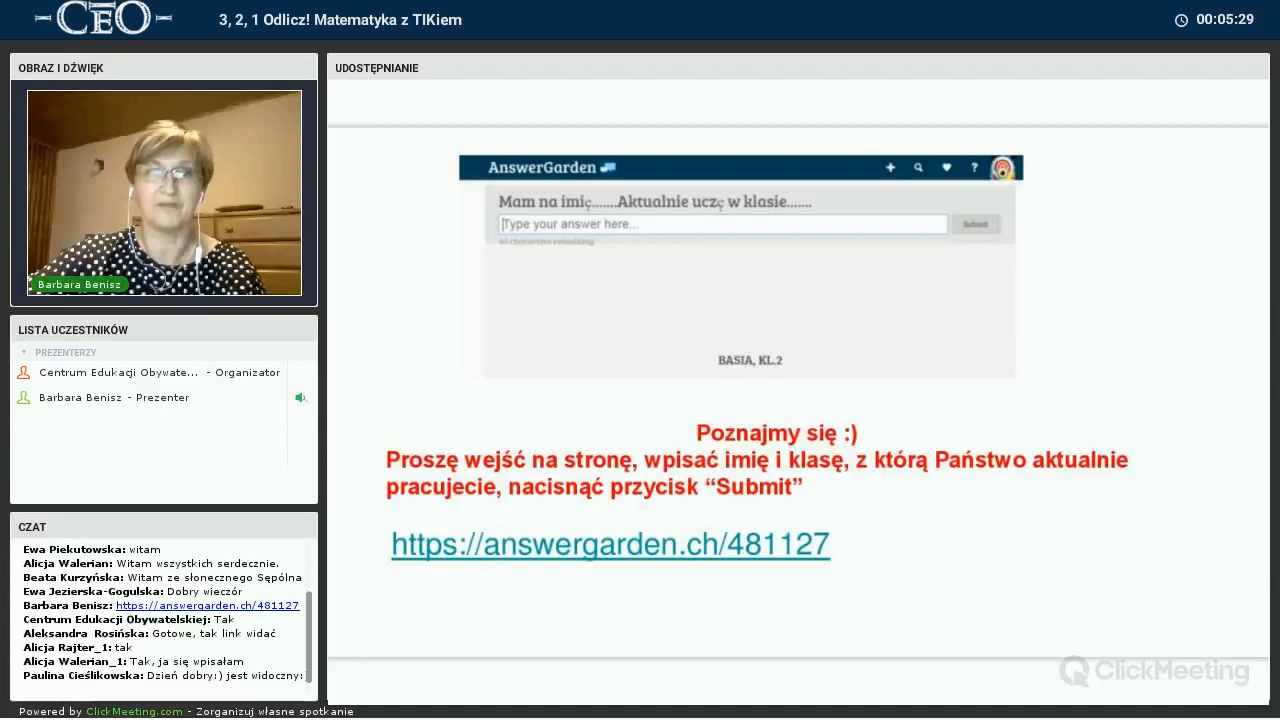 CEO
3, 2, 1 Odlicz! Matematyka z TIKiem
00:05:29
OBRAZ I DŹWIĘK
Barbara Benisz
LISTA UCZESTNIKÓW
PREZENTERZY
Centrum Edukacji Obywate... - Organizator
Barbara Benisz - Prezenter
CZAT
Ewa Piekutowska: witam
Alicja Walerian: Witam wszystkich serdecznie.
Beata Kurzyńska: Witam ze słonecznego Sępólna
Ewa Jezierska-Gogulska: Dobry wieczór
Barbara Benisz: https://answergarden.ch/481127
Centrum Edukacji Obywatelskiej: Tak
Aleksandra Rosińska: Gotowe, tak link widać
Alicja Rajter_1: tak
Alicja Walerian_1: Tak, ja się wpisałam
Paulina Cieślikowska: Dzień dobry:) jest widoczny:
UDOSTĘPNIANIE
AnswerGarden
?
Mam na imię.......Aktualnie uczę w klasie.......
Type your answer here...
Submit
40 characters remaining
BASIA, KL.2
Poznajmy się :)
Proszę wejść na stronę, wpisać imię i klasę, z którą Państwo aktualnie
pracujecie, nacisnąć przycisk “Submit”
https://answergarden.ch/481127
ClickMeeting
Powered by ClickMeeting.com - Zorganizuj własne spotkanie